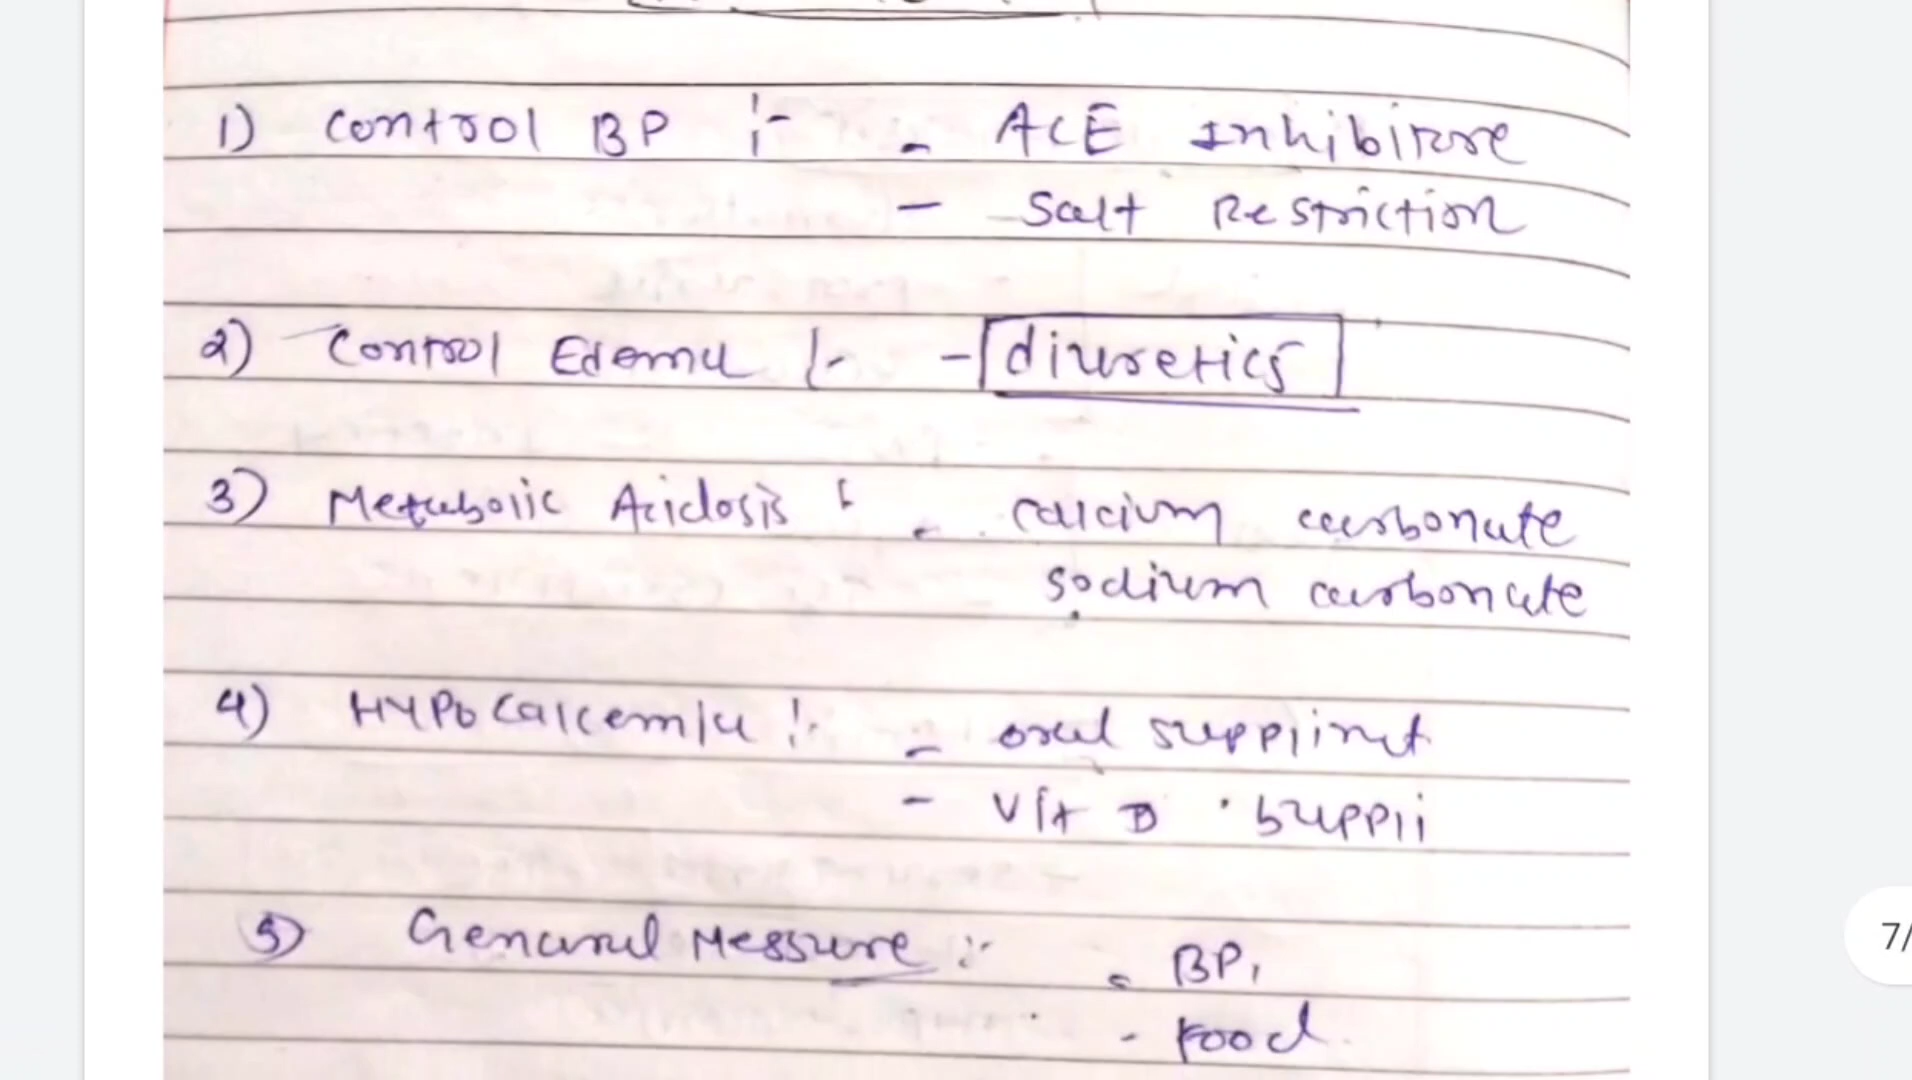 1) Control BP :- - ACE Inhibitore
- Salt Restriction
2) Control Edema :- - diuretics
3) Metabolic Acidosis : - calcium carbonate
sodium carbonate
4) HYPocalcemia :- - oral supplimet
- Vit D suppli
5) General Messure :- - BP,
- Food
7/